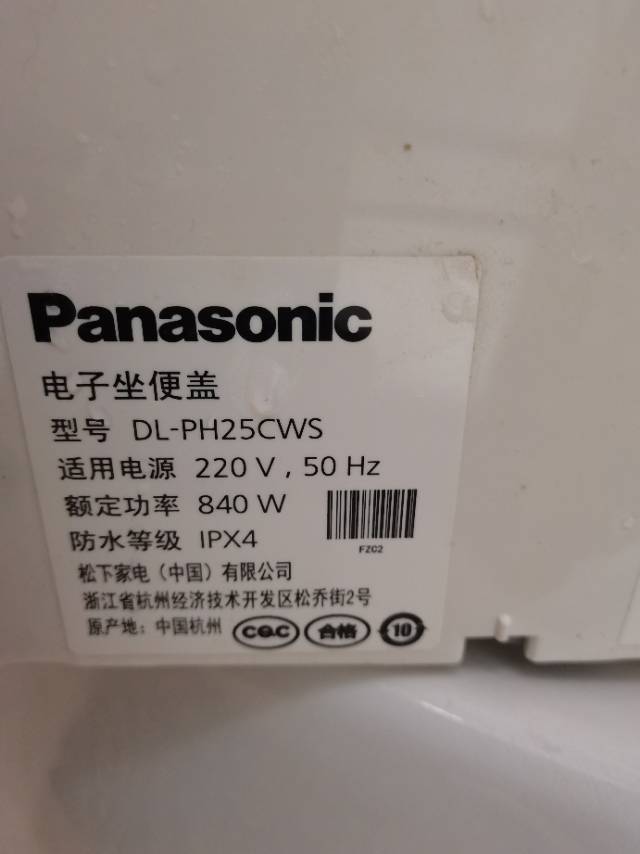 Panasonic
电子坐便盖
型号 DL-PH25CWS
适用电源 220 V , 50 Hz
额定功率 840 W
防水等级 IPX4
FZ02
松下家电（中国）有限公司
浙江省杭州经济技术开发区松乔街2号
原产地: 中国杭州 CQC 合格 10